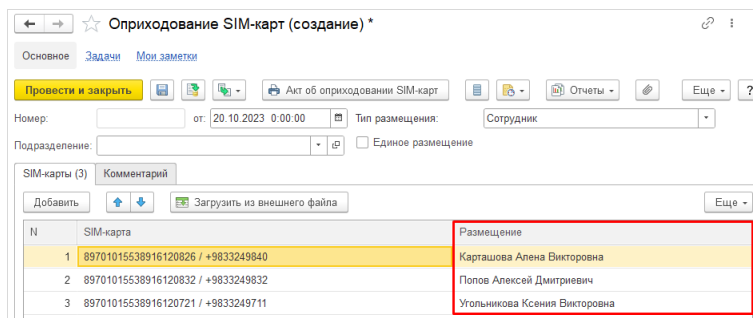 Оприходование SIM-карт (создание) *
Основное Задачи Мои заметки
Провести и закрыть Акт об оприходовании SIM-карт Отчеты Еще ?
Номер: от: 20.10.2023 0:00:00 Тип размещения: Сотрудник
Подразделение: Единое размещение
SIM-карты (3) Комментарий
Добавить Загрузить из внешнего файла Еще
N SIM-карта Размещение
1 89701015538916120826 / +9833249840 Карташова Алена Викторовна
2 89701015538916120832 / +9833249832 Попов Алексей Дмитриевич
3 89701015538916120721 / +9833249711 Угольникова Ксения Викторовна